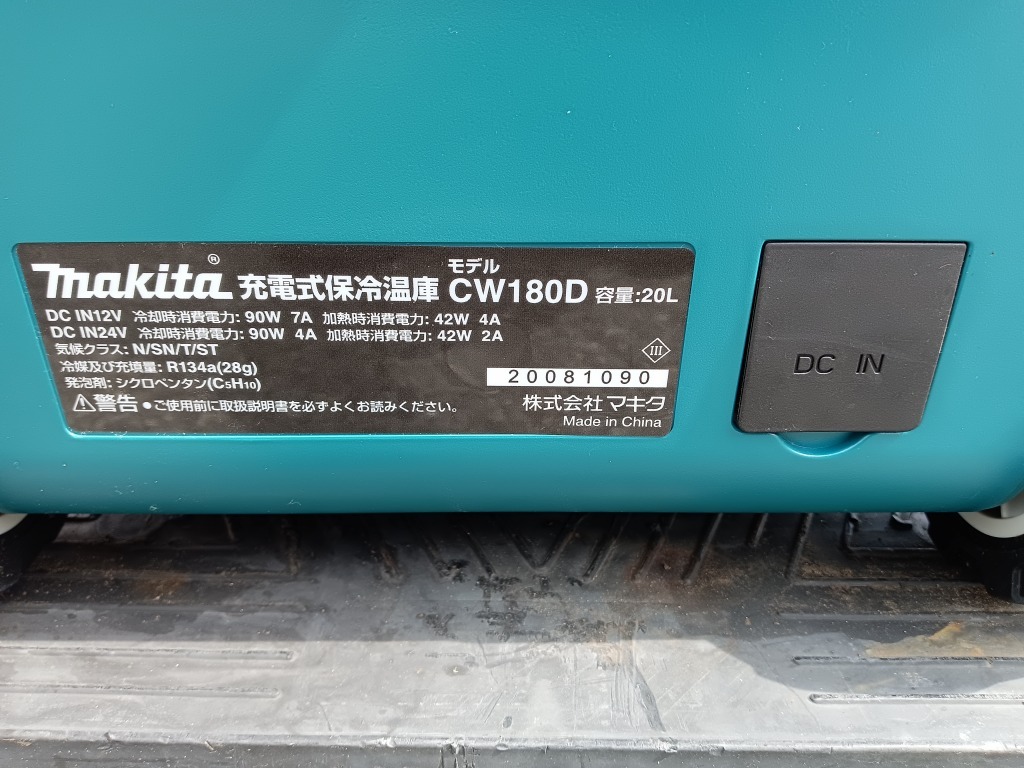 makita® 充電式保冷温庫 モデル CW180D 容量:20L
DC IN12V 冷却時消費電力: 90W 7A 加熱時消費電力: 42W 4A
DC IN24V 冷却時消費電力: 90W 4A 加熱時消費電力: 42W 2A
気候クラス: N/SN/T/ST
III
冷媒及び充填量: R134a(28g)
発泡剤: シクロペンタン(C₅H₁₀)
20081090
⚠警告 ●ご使用前に取扱説明書を必ずよくお読みください。
株式会社 マキタ
Made in China
DC IN